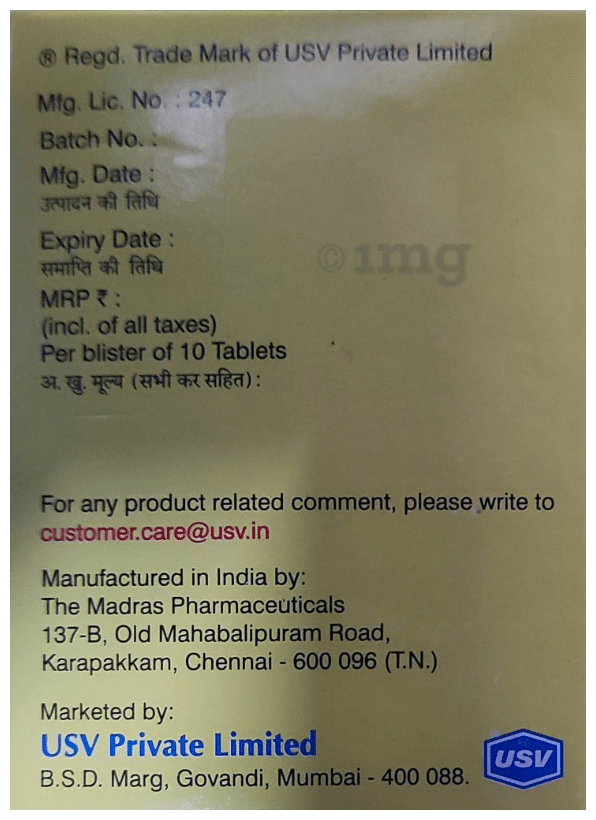 ® Regd. Trade Mark of USV Private Limited
Mfg. Lic. No. : 247
Batch No. :
Mfg. Date :
उत्पादन की तिथि
Expiry Date :
समाप्ति की तिथि
©1mg
MRP ₹ :
(incl. of all taxes)
Per blister of 10 Tablets
अ. खु. मूल्य (सभी कर सहित) :
For any product related comment, please write to
customer.care@usv.in
Manufactured in India by:
The Madras Pharmaceuticals
137-B, Old Mahabalipuram Road,
Karapakkam, Chennai - 600 096 (T.N.)
Marketed by:
USV Private Limited
B.S.D. Marg, Govandi, Mumbai - 400 088.
USV